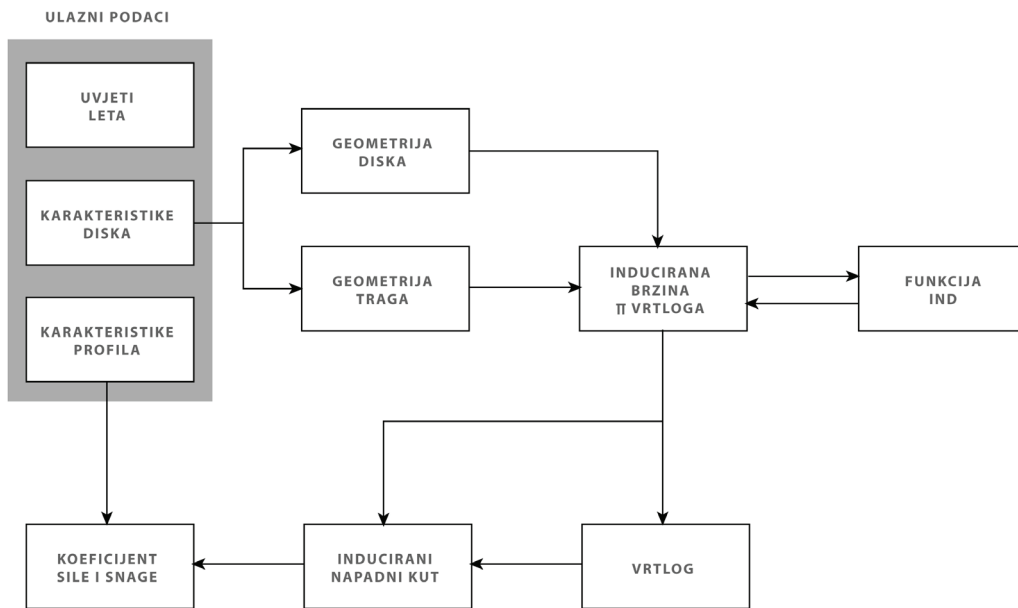 ULAZNI PODACI
UVJETI
LETA
KARAKTERISTIKE
DISKA
KARAKTERISTIKE
PROFILA
GEOMETRIJA
DISKA
GEOMETRIJA
TRAGA
INDUCIRANA
BRZINA
π VRTLOGA
FUNKCIJA
IND
KOEFICIJENT
SILE I SNAGE
INDUCIRANI
NAPADNI KUT
VRTLOG